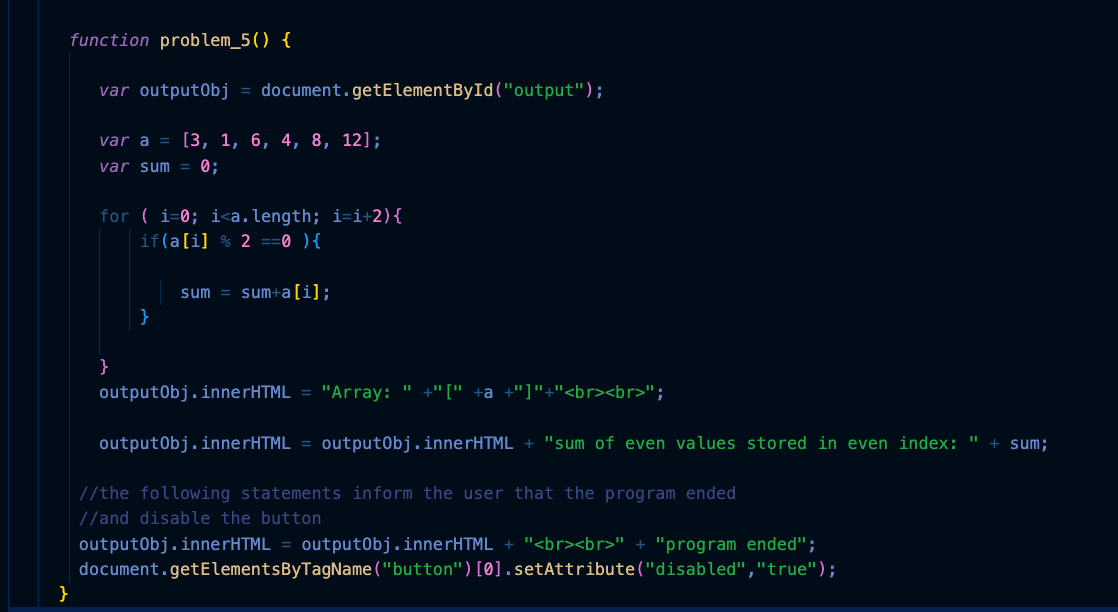 function problem_5() {
var outputObj = document.getElementById("output");
var a = [3, 1, 6, 4, 8, 12];
var sum = 0;
for ( i=0; i<a.length; i=i+2){
if(a[i] % 2 ==0 ){
sum = sum+a[i];
}
}
outputObj.innerHTML = "Array: " +"[" +a +"]"+"<br><br>";
outputObj.innerHTML = outputObj.innerHTML + "sum of even values stored in even index: " + sum;
//the following statements inform the user that the program ended
//and disable the button
outputObj.innerHTML = outputObj.innerHTML + "<br><br>" + "program ended";
document.getElementsByTagName("button")[0].setAttribute("disabled","true");
}